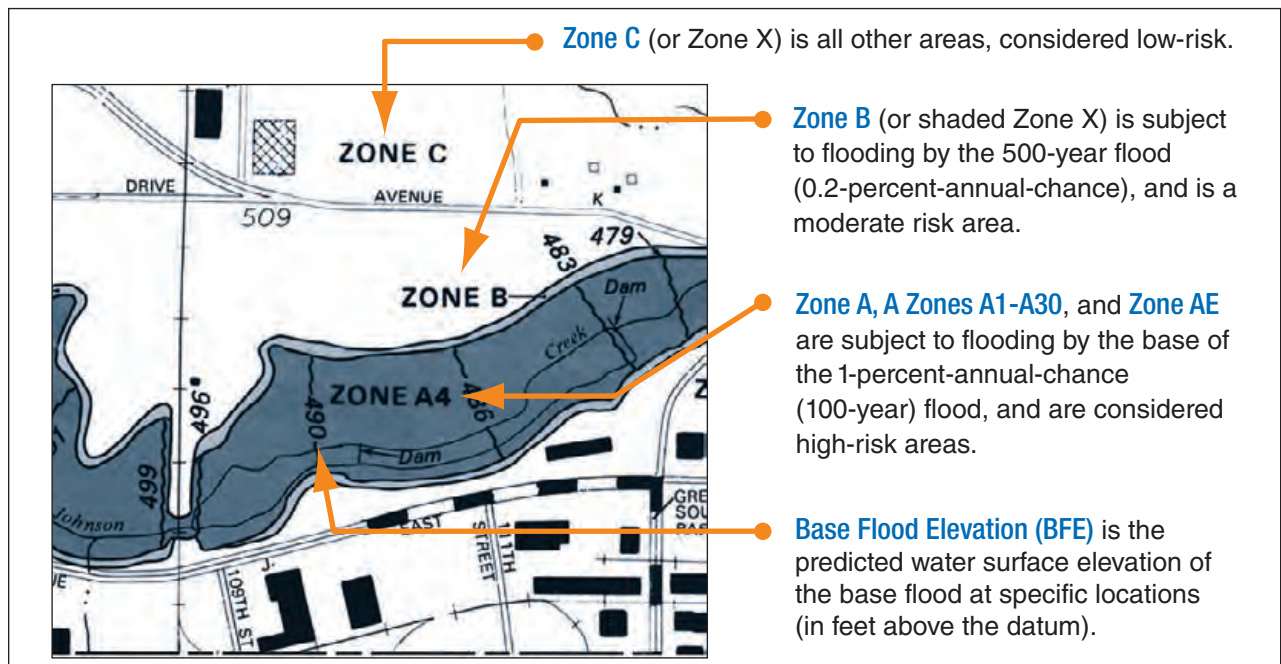 Zone C (or Zone X) is all other areas, considered low-risk.
ZONE C
DRIVE
AVENUE
K
509
479
483
ZONE B
Dam
Creek
496
ZONE A4
490
486
Dam
499
Johnson
EAST
109TH ST
STREET
111TH
GRE
SOU
Zone B (or shaded Zone X) is subject
to flooding by the 500-year flood
(0.2-percent-annual-chance), and is a
moderate risk area.
Zone A, A Zones A1-A30, and Zone AE
are subject to flooding by the base of
the 1-percent-annual-chance
(100-year) flood, and are considered
high-risk areas.
Base Flood Elevation (BFE) is the
predicted water surface elevation of
the base flood at specific locations
(in feet above the datum).